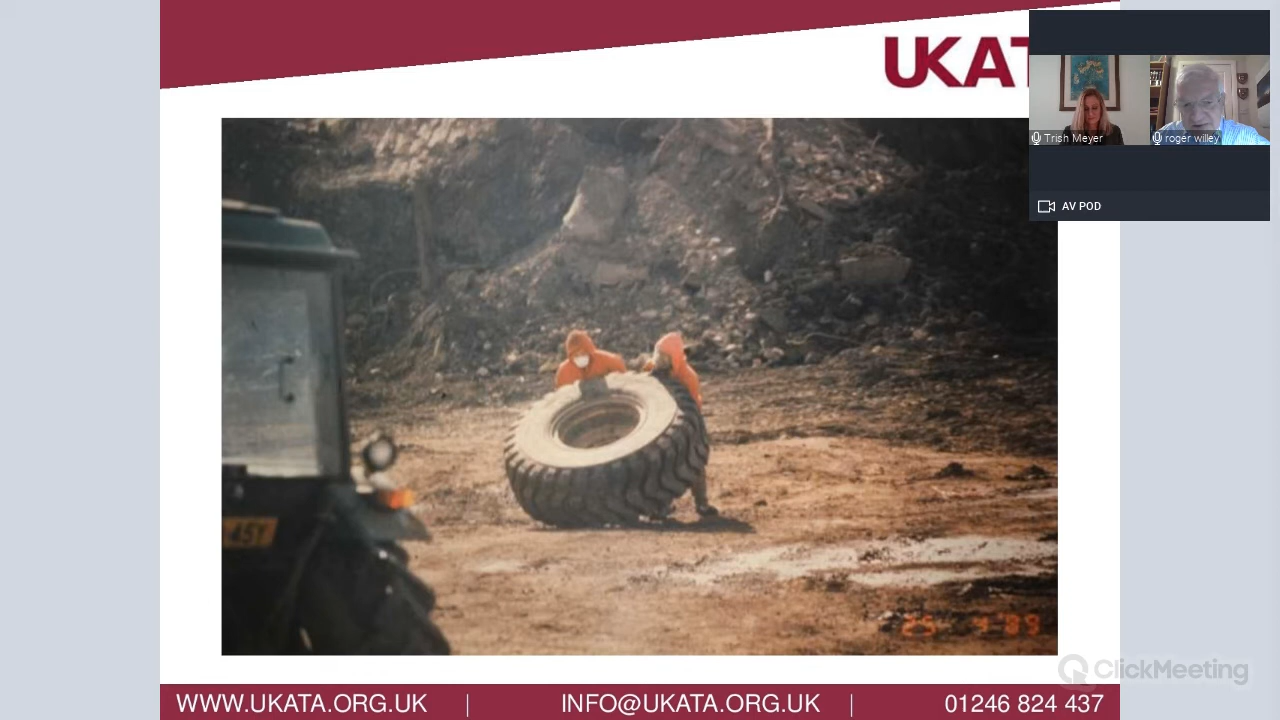 UKAT
Trish Meyer
roger willey
AV POD
45Y
ClickMeeting
WWW.UKATA.ORG.UK | INFO@UKATA.ORG.UK | 01246 824 437